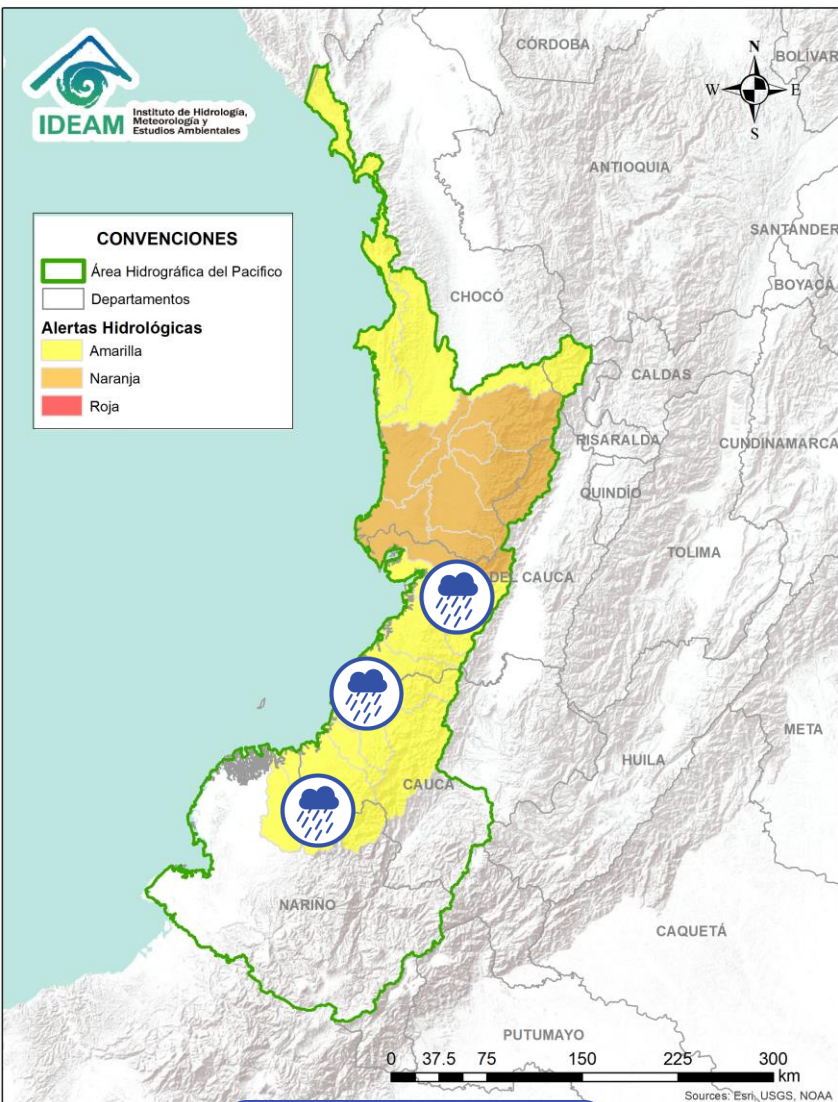 IDEAM
Instituto de Hidrología,
Meteorología y
Estudios Ambientales
CÓRDOBA
BOLÍVAR
N
W
E
S
ANTIOQUIA
SANTANDER
BOYACÁ
CONVENCIONES
Área Hidrográfica del Pacifico
Departamentos
Alertas Hidrológicas
Amarilla
Naranja
Roja
CHOCÓ
CALDAS
RISARALDA
CUNDINAMARCA
QUINDÍO
TOLIMA
DEL CAUCA
META
HUILA
CAUCA
NARIÑO
CAQUETÁ
PUTUMAYO
0 37.5 75 150 225 300
km
Sources: Esri, USGS, NOAA